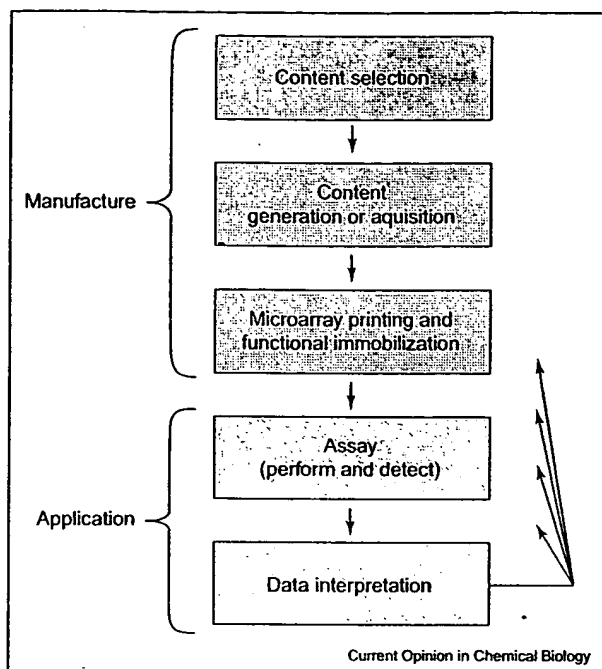 Content selection
Manufacture
Content
generation or aquisition
Microarray printing and
functional immobilization
Assay
(perform and detect)
Application
Data interpretation
Current Opinion in Chemical Biology